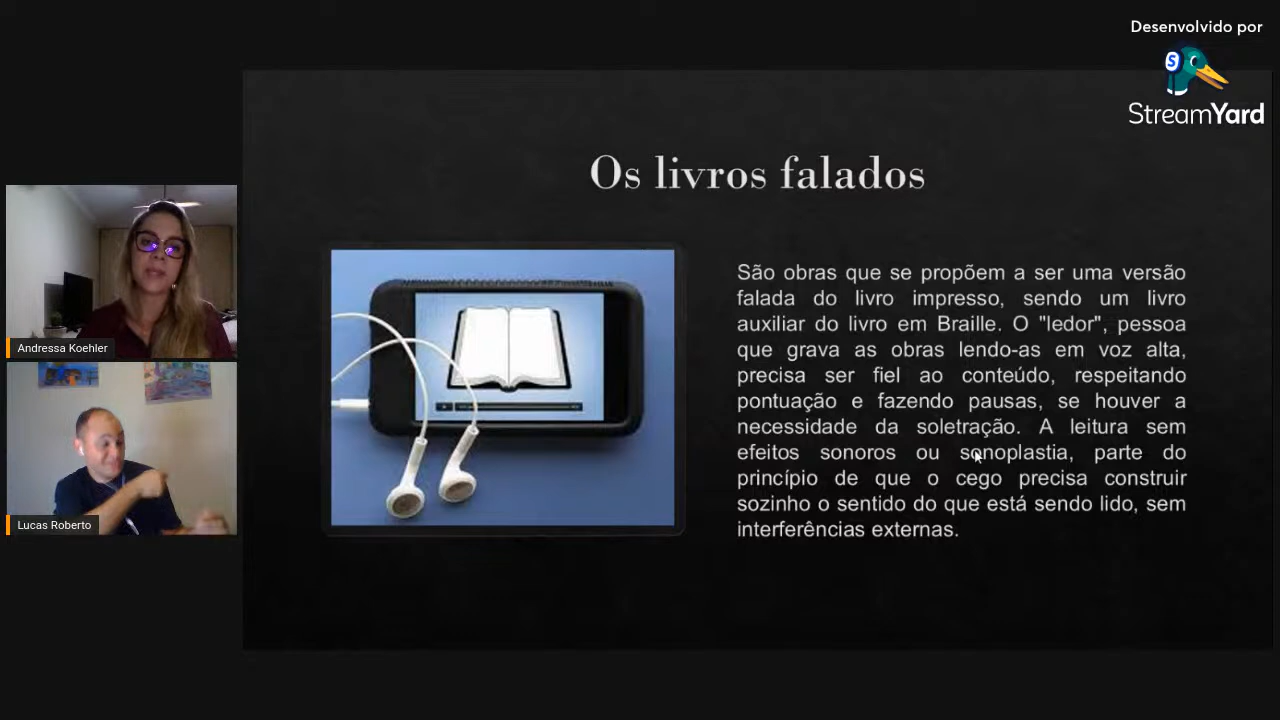 Desenvolvido por
StreamYard
Os livros falados
São obras que se propõem a ser uma versão
falada do livro impresso, sendo um livro
auxiliar do livro em Braille. O "ledor", pessoa
que grava as obras lendo-as em voz alta,
precisa ser fiel ao conteúdo, respeitando
pontuação e fazendo pausas, se houver a
necessidade da soletração. A leitura sem
efeitos sonoros ou sonoplastia, parte do
princípio de que o cego precisa construir
sozinho o sentido do que está sendo lido, sem
interferências externas.
Andressa Koehler
Lucas Roberto